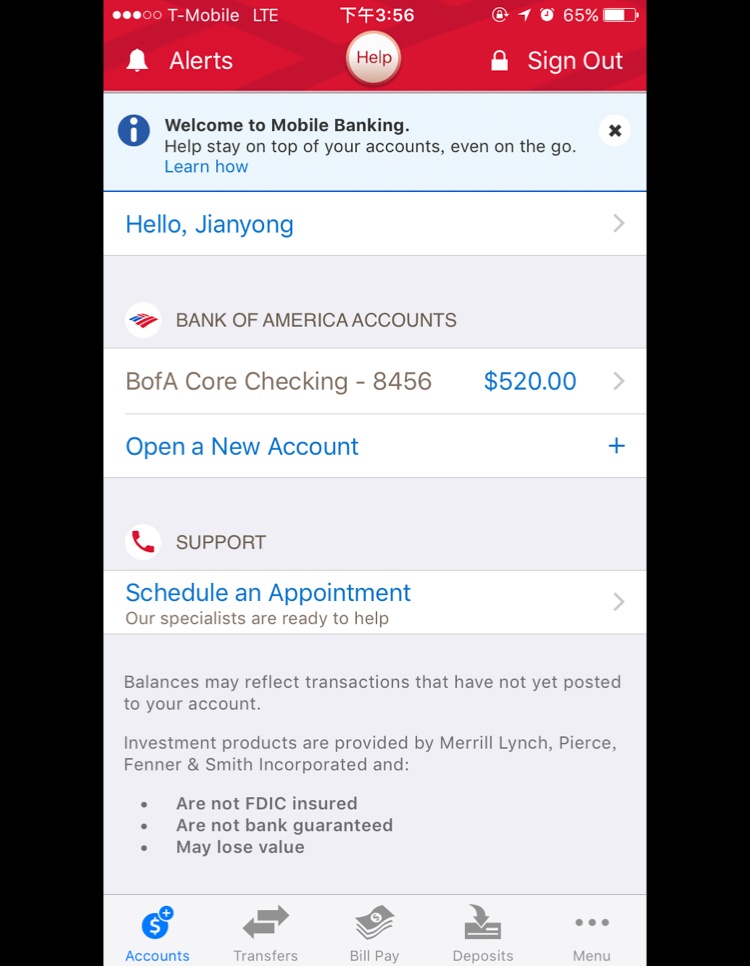 T-Mobile LTE 下午3:56 65%
Alerts Help Sign Out
Welcome to Mobile Banking.
Help stay on top of your accounts, even on the go.
Learn how
Hello, Jianyong
BANK OF AMERICA ACCOUNTS
BofA Core Checking - 8456 $520.00
Open a New Account +
SUPPORT
Schedule an Appointment
Our specialists are ready to help
Balances may reflect transactions that have not yet posted
to your account.
Investment products are provided by Merrill Lynch, Pierce,
Fenner & Smith Incorporated and:
• Are not FDIC insured
• Are not bank guaranteed
• May lose value
Accounts Transfers Bill Pay Deposits Menu